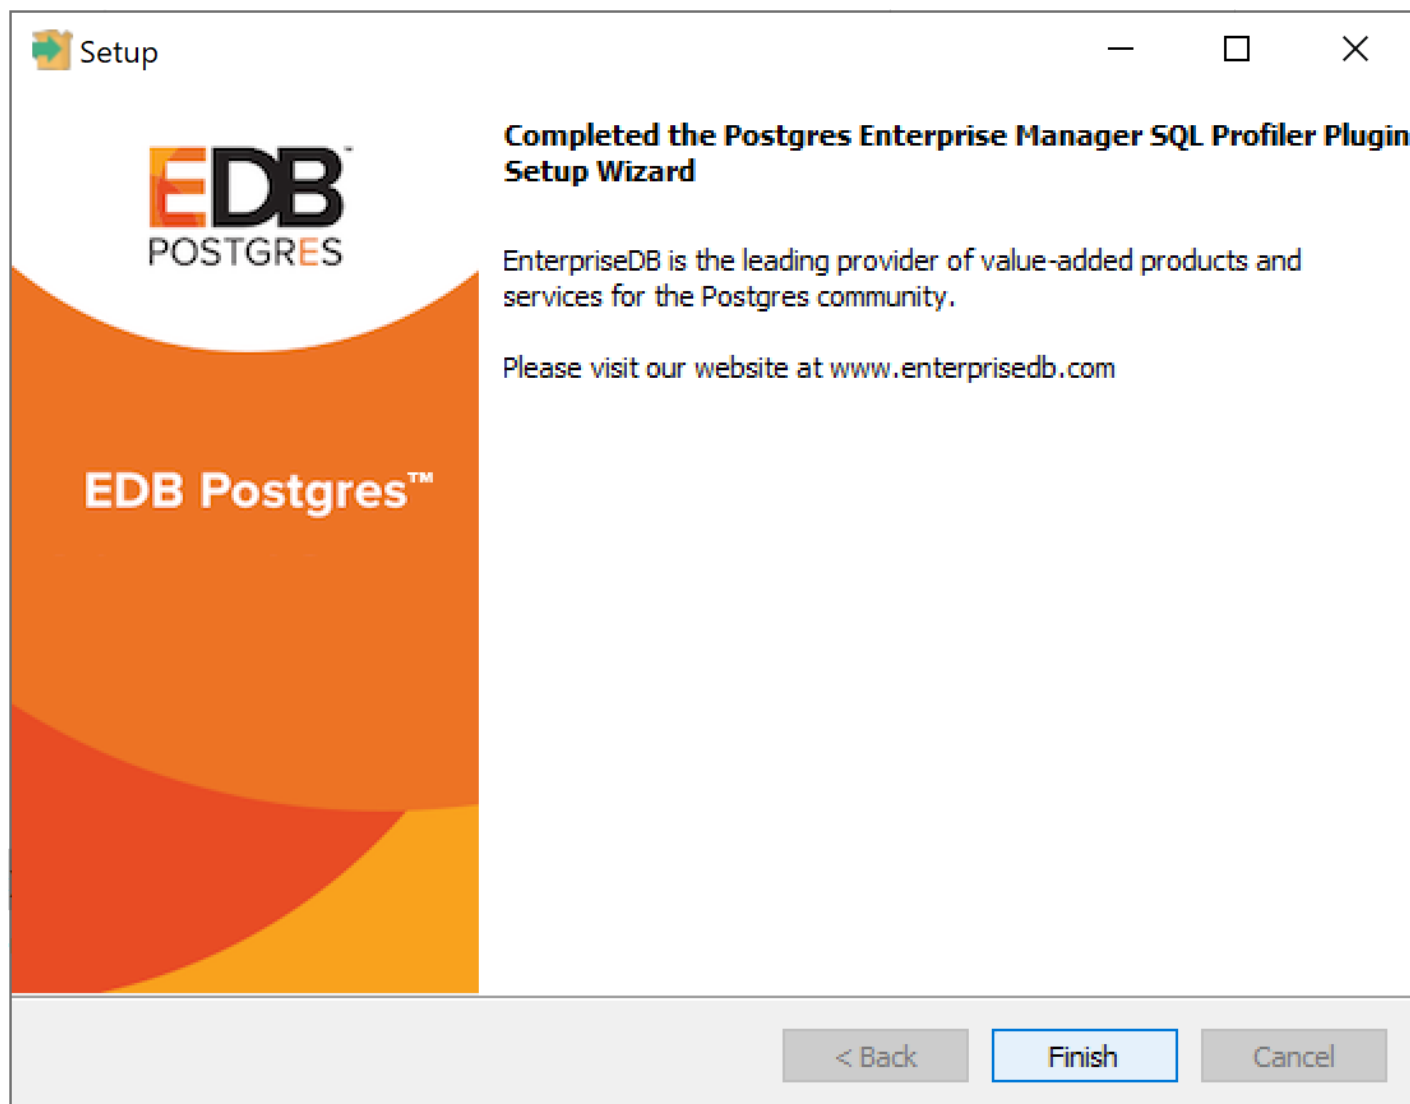 Setup
EDB™
POSTGRES
EDB Postgres™
Completed the Postgres Enterprise Manager SQL Profiler Plugin
Setup Wizard
EnterpriseDB is the leading provider of value-added products and
services for the Postgres community.
Please visit our website at www.enterprisedb.com
< Back
Finish
Cancel